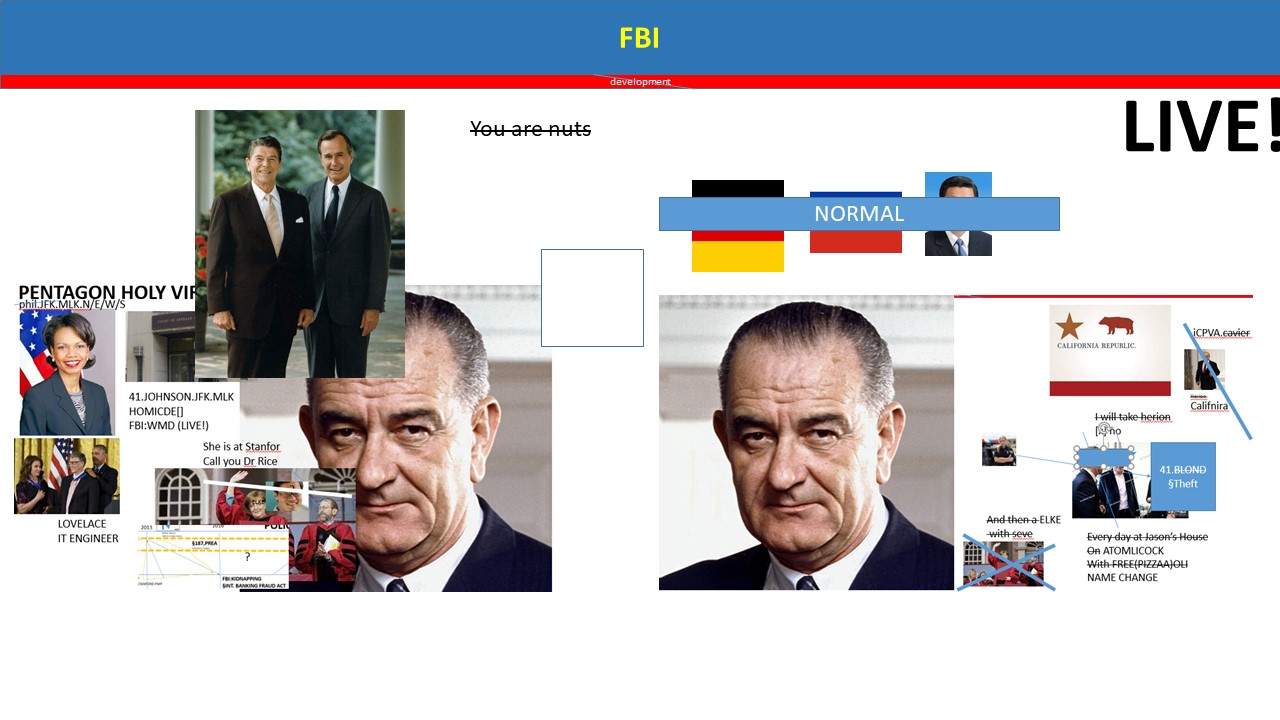 FBI
development
LIVE!
You are nuts
NORMAL
PENTAGON HOLY VIR
phil.JFK.MLK.N/E/W/S
41.JOHNSON.JFK.MLK
HOMICDE[]
FBI:WMD (LIVE!)
She is at Stanfor
Call you Dr Rice
LOVELACE
IT ENGINEER
2013
2016
POLIC
$187,PREA
?
FBI:KIDNAPPING
§INT. BANKING FRAUD ACT
CALIFORNIA REPUBLIC.
iCPVA.cavier
Herion
Califnira
I will take herion
no
41.BLOND
§Theft
And then a ELKE
with seve
Every day at Jason's House
On ATOMLICOCK
With FREE(PIZZAA)OLI
NAME CHANGE